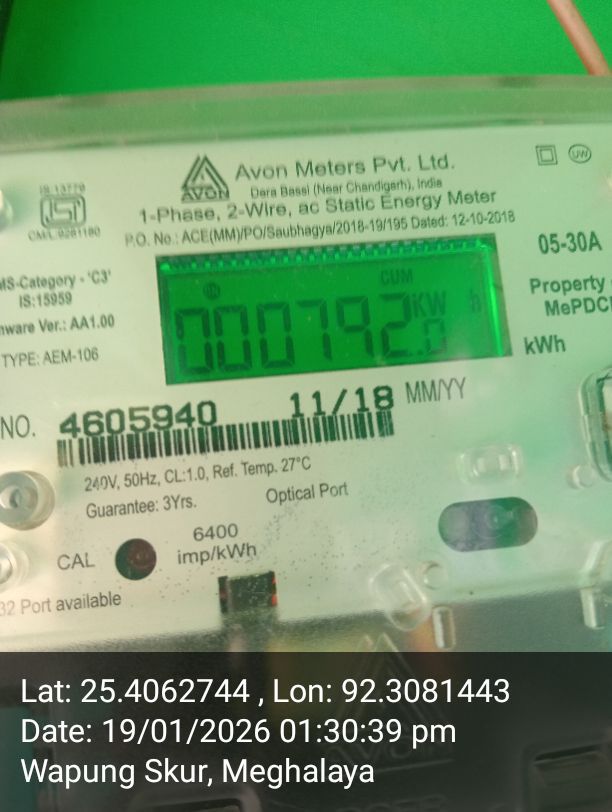 Avon Meters Pvt. Ltd.
AVON
Dara Bassi (Near Chandigarh), India
1-Phase, 2-Wire, ac Static Energy Meter
P.O. No.: ACE(MM)/PO/Saubhagya/2018-19/195 Dated: 12-10-2018
IS 13779
ISI
CM/L-9281180
UW
05-30A
Property
MePDC
MS-Category - 'C3'
IS:15959
ware Ver.: AA1.00
TYPE: AEM-106
CUM
000792.0
KW h
kWh
NO. 4605940 11/18 MM/YY
240V, 50Hz, CL:1.0, Ref. Temp. 27°C
Guarantee: 3Yrs.
Optical Port
CAL
6400
imp/kWh
32 Port available
Lat: 25.4062744 , Lon: 92.3081443
Date: 19/01/2026 01:30:39 pm
Wapung Skur, Meghalaya